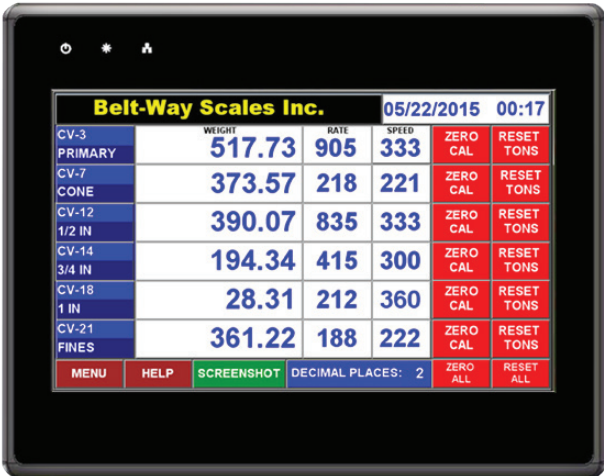 Belt-Way Scales Inc. 05/22/2015 00:17
CV-3 WEIGHT RATE SPEED
PRIMARY 517.73 905 333 ZERO CAL RESET TONS
CV-7
CONE 373.57 218 221 ZERO CAL RESET TONS
CV-12
1/2 IN 390.07 835 333 ZERO CAL RESET TONS
CV-14
3/4 IN 194.34 415 300 ZERO CAL RESET TONS
CV-18
1 IN 28.31 212 360 ZERO CAL RESET TONS
CV-21
FINES 361.22 188 222 ZERO CAL RESET TONS
MENU HELP SCREENSHOT DECIMAL PLACES: 2 ZERO ALL RESET ALL